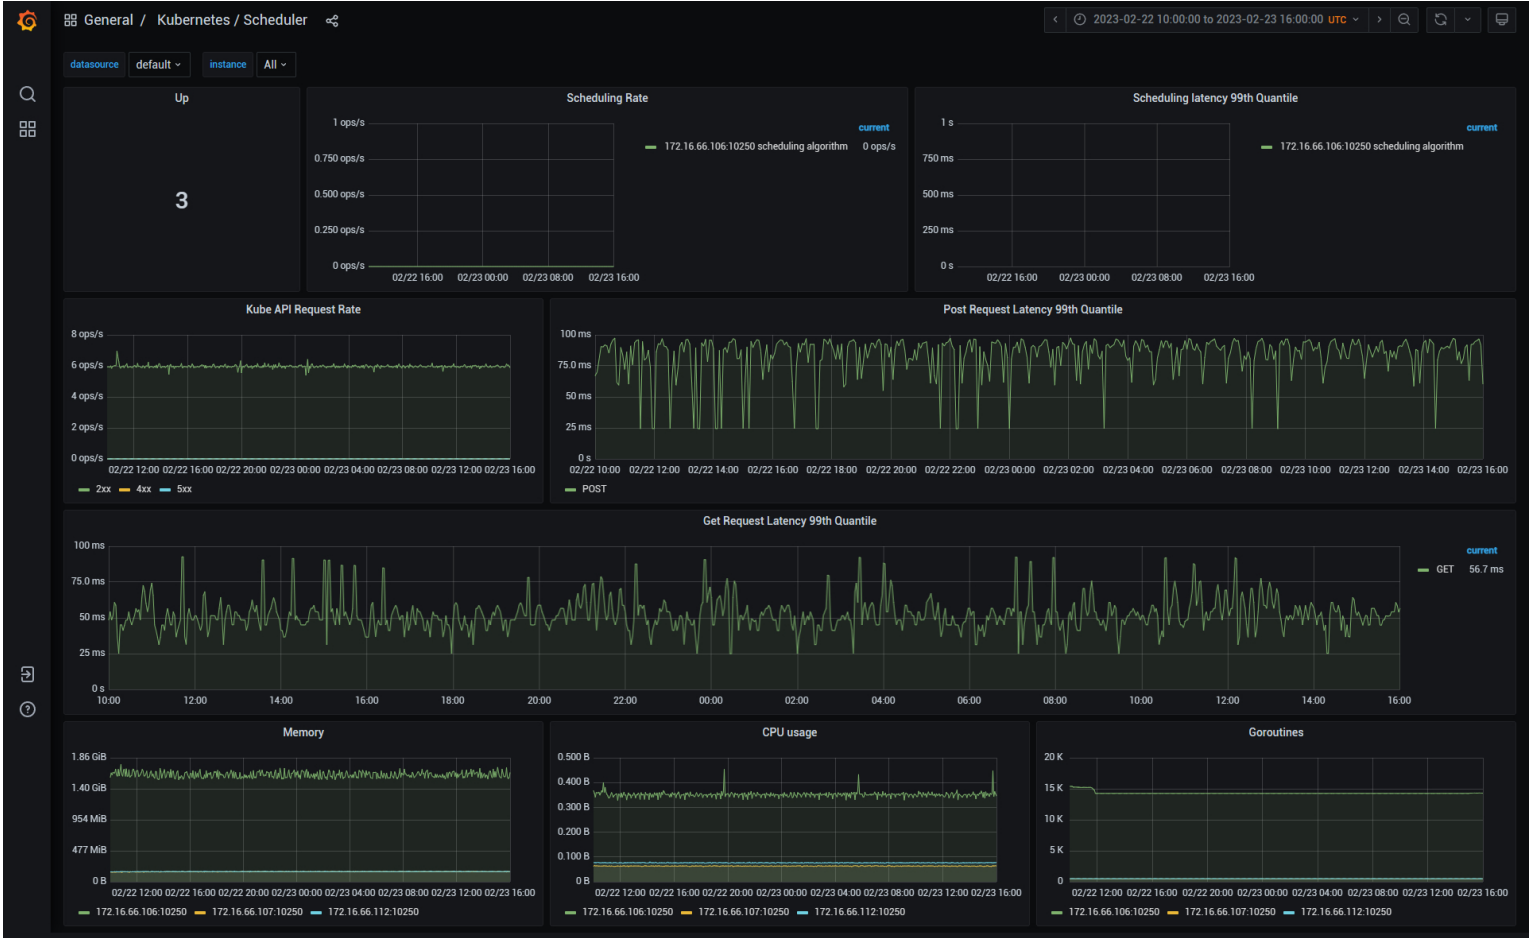 General / Kubernetes / Scheduler
2023-02-22 10:00:00 to 2023-02-23 16:00:00 UTC
datasource default instance All
Up
3
Scheduling Rate
1 ops/s
0.750 ops/s
0.500 ops/s
0.250 ops/s
0 ops/s
02/22 16:00 02/23 00:00 02/23 08:00 02/23 16:00
current
172.16.66.106:10250 scheduling algorithm 0 ops/s
Scheduling latency 99th Quantile
1 s
750 ms
500 ms
250 ms
0 s
02/22 16:00 02/23 00:00 02/23 08:00 02/23 16:00
current
172.16.66.106:10250 scheduling algorithm
Kube API Request Rate
8 ops/s
6 ops/s
4 ops/s
2 ops/s
0 ops/s
02/22 12:00 02/22 16:00 02/22 20:00 02/23 00:00 02/23 04:00 02/23 08:00 02/23 12:00 02/23 16:00
2xx 4xx 5xx
Post Request Latency 99th Quantile
100 ms
75.0 ms
50 ms
25 ms
0 s
02/22 10:00 02/22 12:00 02/22 14:00 02/22 16:00 02/22 18:00 02/22 20:00 02/22 22:00 02/23 00:00 02/23 02:00 02/23 04:00 02/23 06:00 02/23 08:00 02/23 10:00 02/23 12:00 02/23 14:00 02/23 16:00
POST
Get Request Latency 99th Quantile
100 ms
75.0 ms
50 ms
25 ms
0 s
10:00 12:00 14:00 16:00 18:00 20:00 22:00 00:00 02:00 04:00 06:00 08:00 10:00 12:00 14:00 16:00
current
GET 56.7 ms
Memory
1.86 GiB
1.40 GiB
954 MiB
477 MiB
0 B
02/22 12:00 02/22 16:00 02/22 20:00 02/23 00:00 02/23 04:00 02/23 08:00 02/23 12:00 02/23 16:00
172.16.66.106:10250 172.16.66.107:10250 172.16.66.112:10250
CPU usage
0.500 B
0.400 B
0.300 B
0.200 B
0.100 B
0 B
02/22 12:00 02/22 16:00 02/22 20:00 02/23 00:00 02/23 04:00 02/23 08:00 02/23 12:00 02/23 16:00
172.16.66.106:10250 172.16.66.107:10250 172.16.66.112:10250
Goroutines
20 K
15 K
10 K
5 K
0
02/22 12:00 02/22 16:00 02/22 20:00 02/23 00:00 02/23 04:00 02/23 08:00 02/23 12:00 02/23 16:00
172.16.66.106:10250 172.16.66.107:10250 172.16.66.112:10250